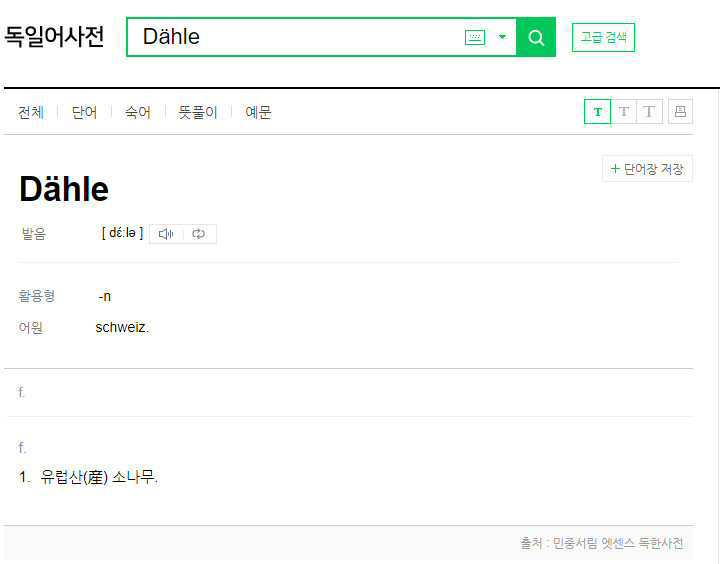 독일어사전 Dähle 고급 검색
전체 단어 숙어 뜻풀이 예문 T T T
+ 단어장 저장
Dähle
발음 [ dέ:lə ]
활용형 -n
어원 schweiz.
f.
f.
1. 유럽산(産) 소나무.
출처 : 민중서림 엣센스 독한사전